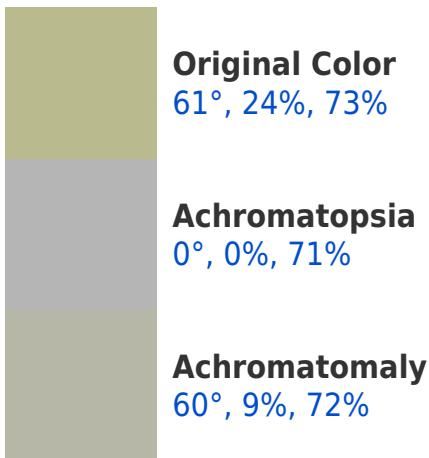 Original Color
61°, 24%, 73%
Achromatopsia
0°, 0%, 71%
Achromatomaly
60°, 9%, 72%